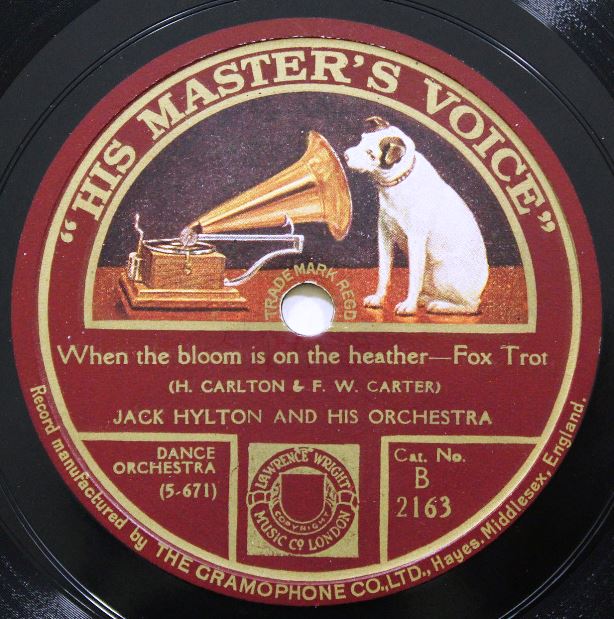 "HIS MASTER'S VOICE"
TRADE MARK REGD
When the bloom is on the heather—Fox Trot
(H. CARLTON & F. W. CARTER)
JACK HYLTON AND HIS ORCHESTRA
DANCE
ORCHESTRA
(5-671)
LAWRENCE WRIGHT
COPYRIGHT
MUSIC Co LONDON
Cat. No.
B
2163
Record manufactured by THE GRAMOPHONE CO., LTD., Hayes, Middlesex, England.